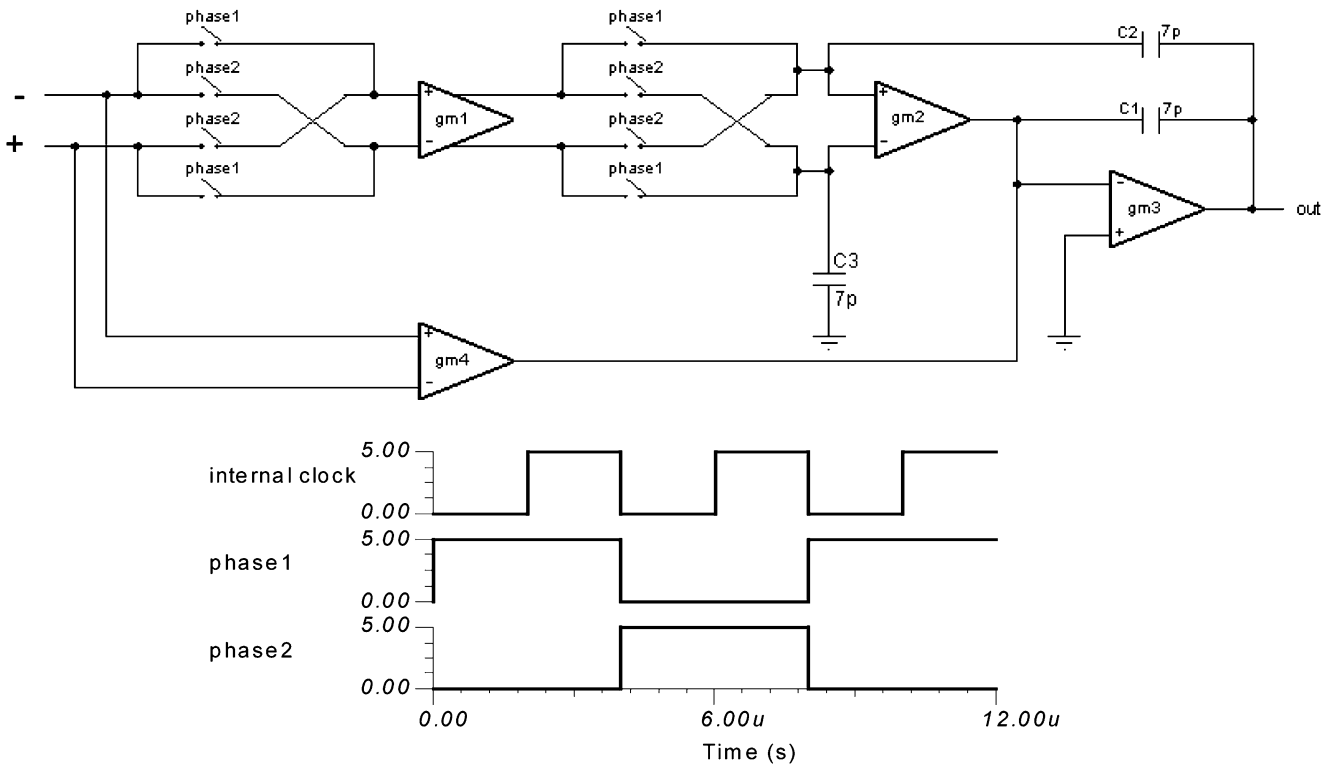 phase1
phase1
C2 7p
phase2
phase2
-
+
+
gm1
gm2
C1 7p
phase2
phase2
+
-
-
phase1
phase1
-
gm3
out
+
C3
7p
+
gm4
-
5.00
internal clock
0.00
5.00
phase1
0.00
5.00
phase2
0.00
0.00 6.00u 12.00u
Time (s)